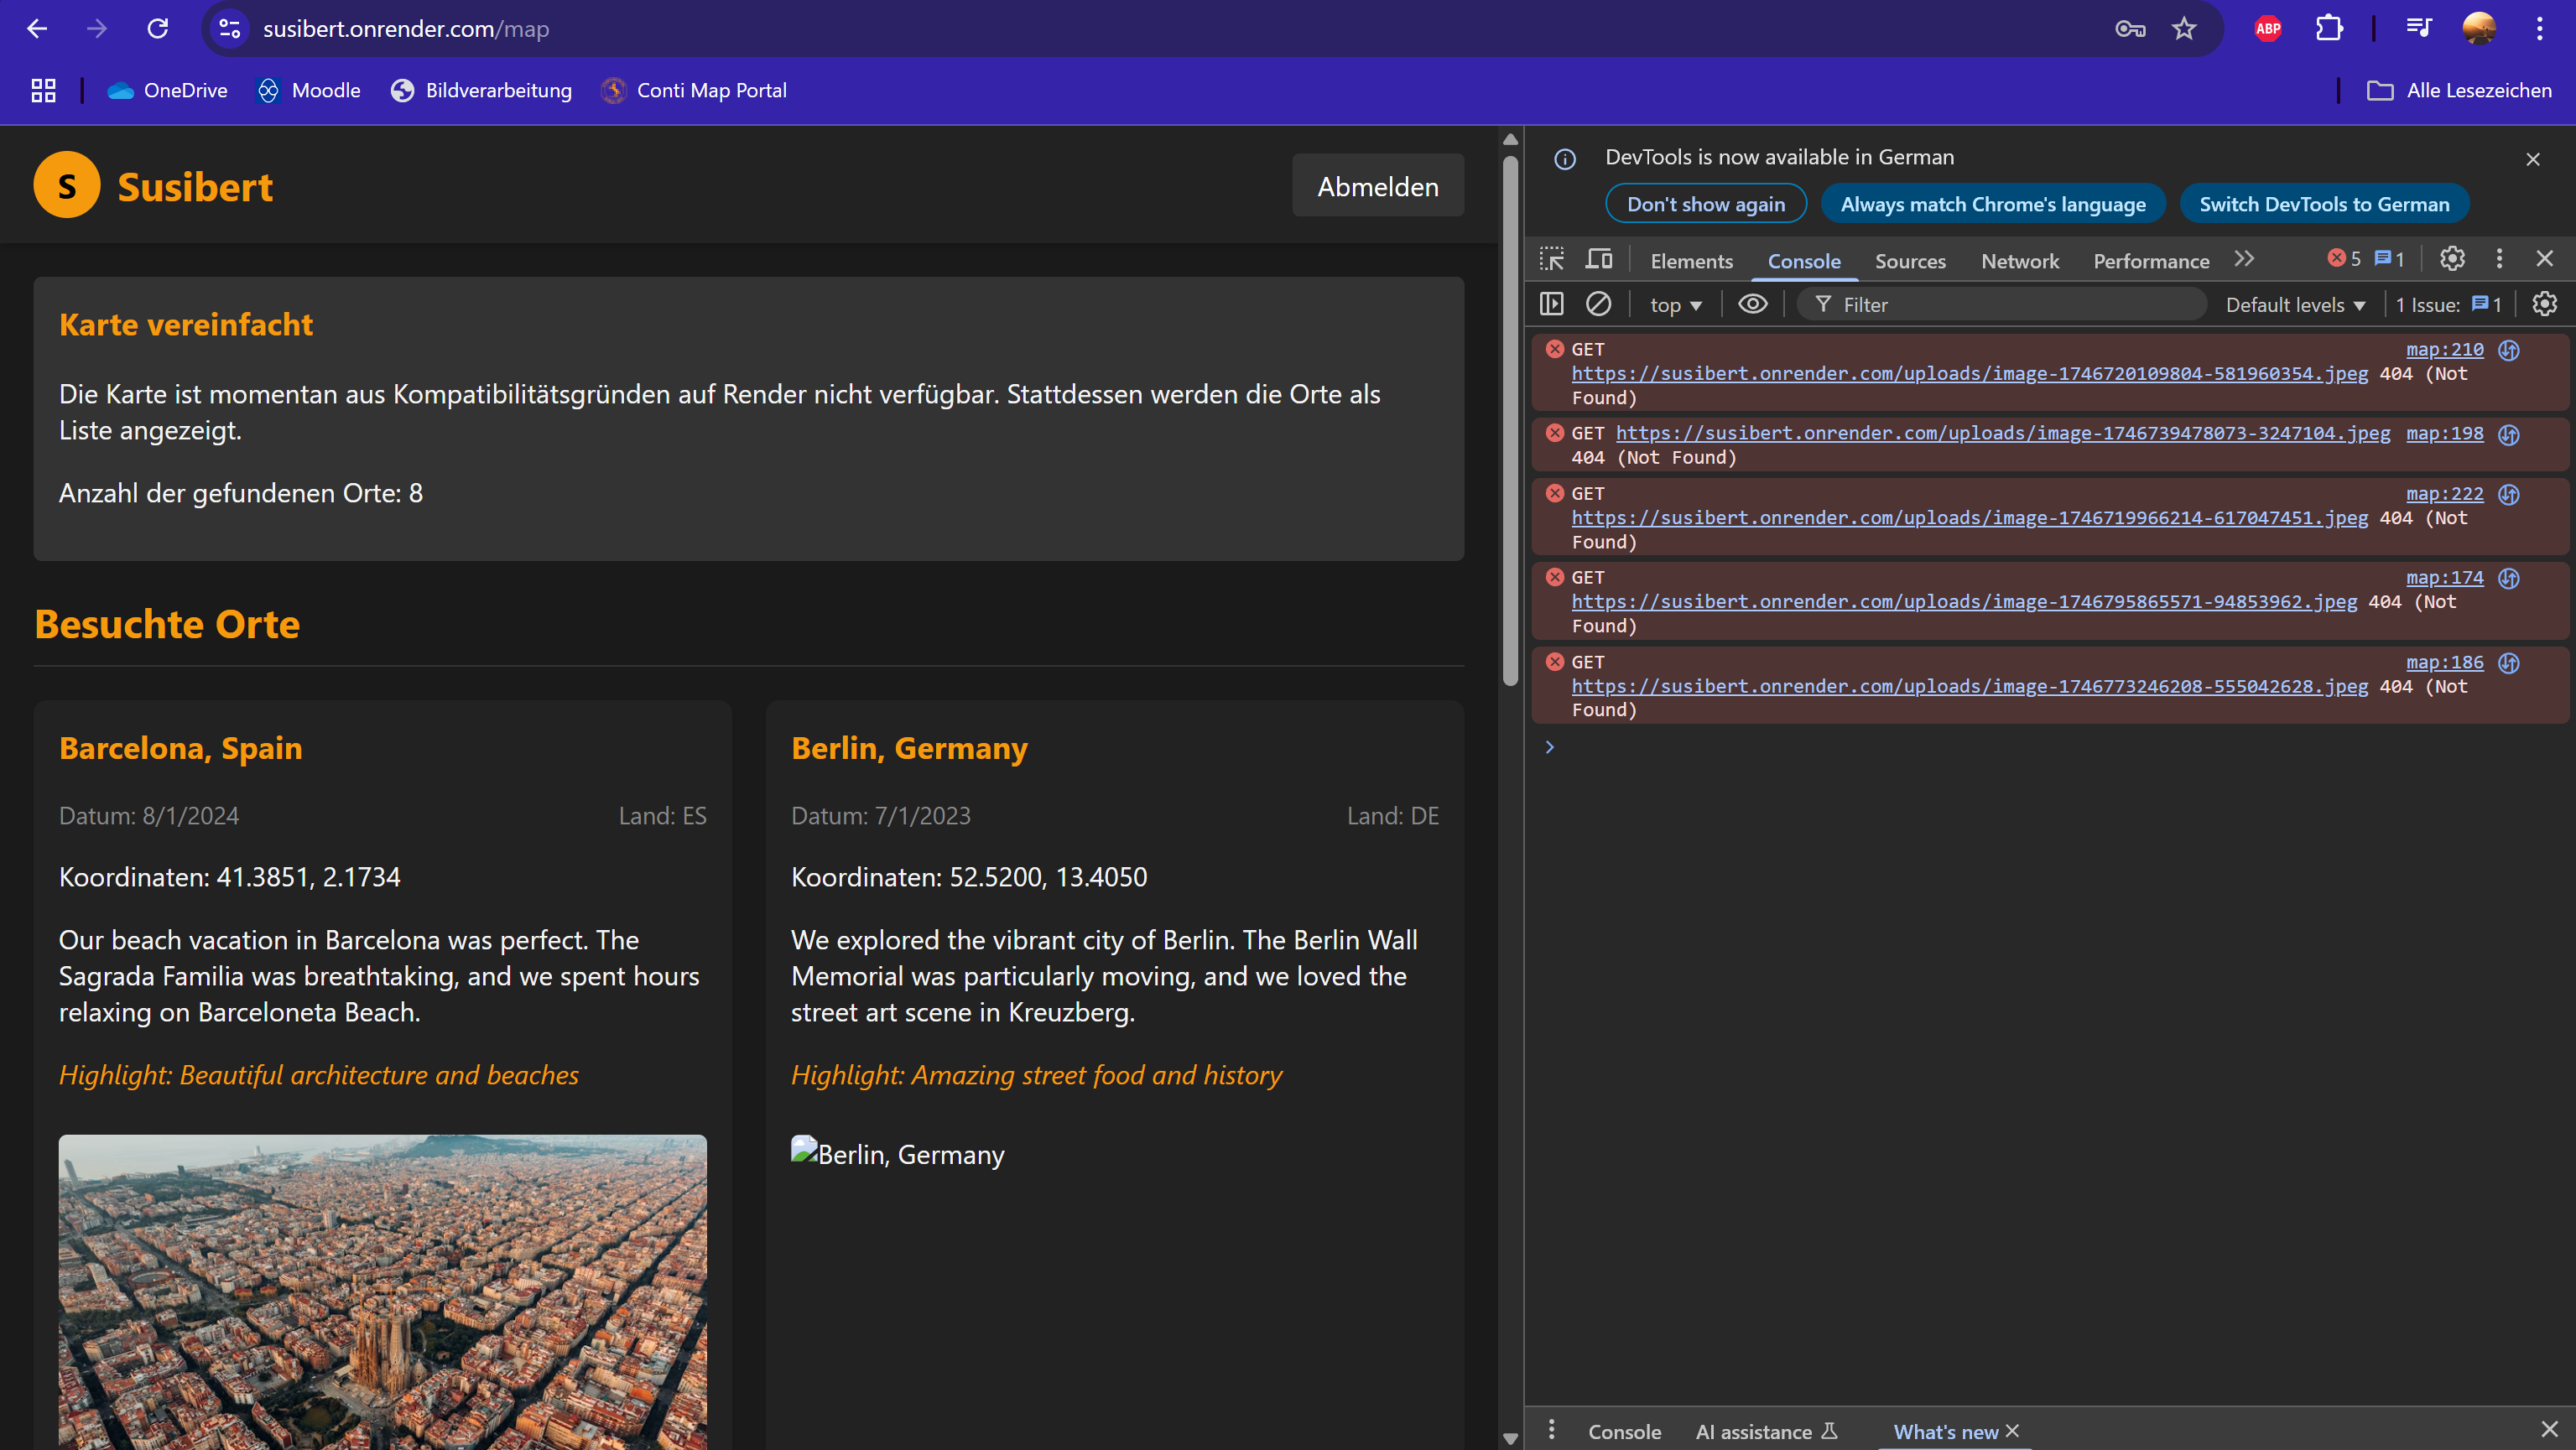 susibert.onrender.com/map
ABP
OneDrive
Moodle
Bildverarbeitung
Conti Map Portal
Alle Lesezeichen
S
Susibert
Abmelden
Karte vereinfacht
Die Karte ist momentan aus Kompatibilitätsgründen auf Render nicht verfügbar. Stattdessen werden die Orte als
Liste angezeigt.
Anzahl der gefundenen Orte: 8
Besuchte Orte
Barcelona, Spain
Datum: 8/1/2024 Land: ES
Koordinaten: 41.3851, 2.1734
Our beach vacation in Barcelona was perfect. The
Sagrada Familia was breathtaking, and we spent hours
relaxing on Barceloneta Beach.
Highlight: Beautiful architecture and beaches
Berlin, Germany
Datum: 7/1/2023 Land: DE
Koordinaten: 52.5200, 13.4050
We explored the vibrant city of Berlin. The Berlin Wall
Memorial was particularly moving, and we loved the
street art scene in Kreuzberg.
Highlight: Amazing street food and history
Berlin, Germany
DevTools is now available in German
Don't show again
Always match Chrome's language
Switch DevTools to German
Elements Console Sources Network Performance 5 1
top Filter Default levels 1 Issue: 1
GET map:210
https://susibert.onrender.com/uploads/image-1746720109804-581960354.jpeg 404 (Not
Found)
GET https://susibert.onrender.com/uploads/image-1746739478073-3247104.jpeg map:198
404 (Not Found)
GET map:222
https://susibert.onrender.com/uploads/image-1746719966214-617047451.jpeg 404 (Not
Found)
GET map:174
https://susibert.onrender.com/uploads/image-1746795865571-94853962.jpeg 404 (Not
Found)
GET map:186
https://susibert.onrender.com/uploads/image-1746773246208-555042628.jpeg 404 (Not
Found)
Console AI assistance What's new